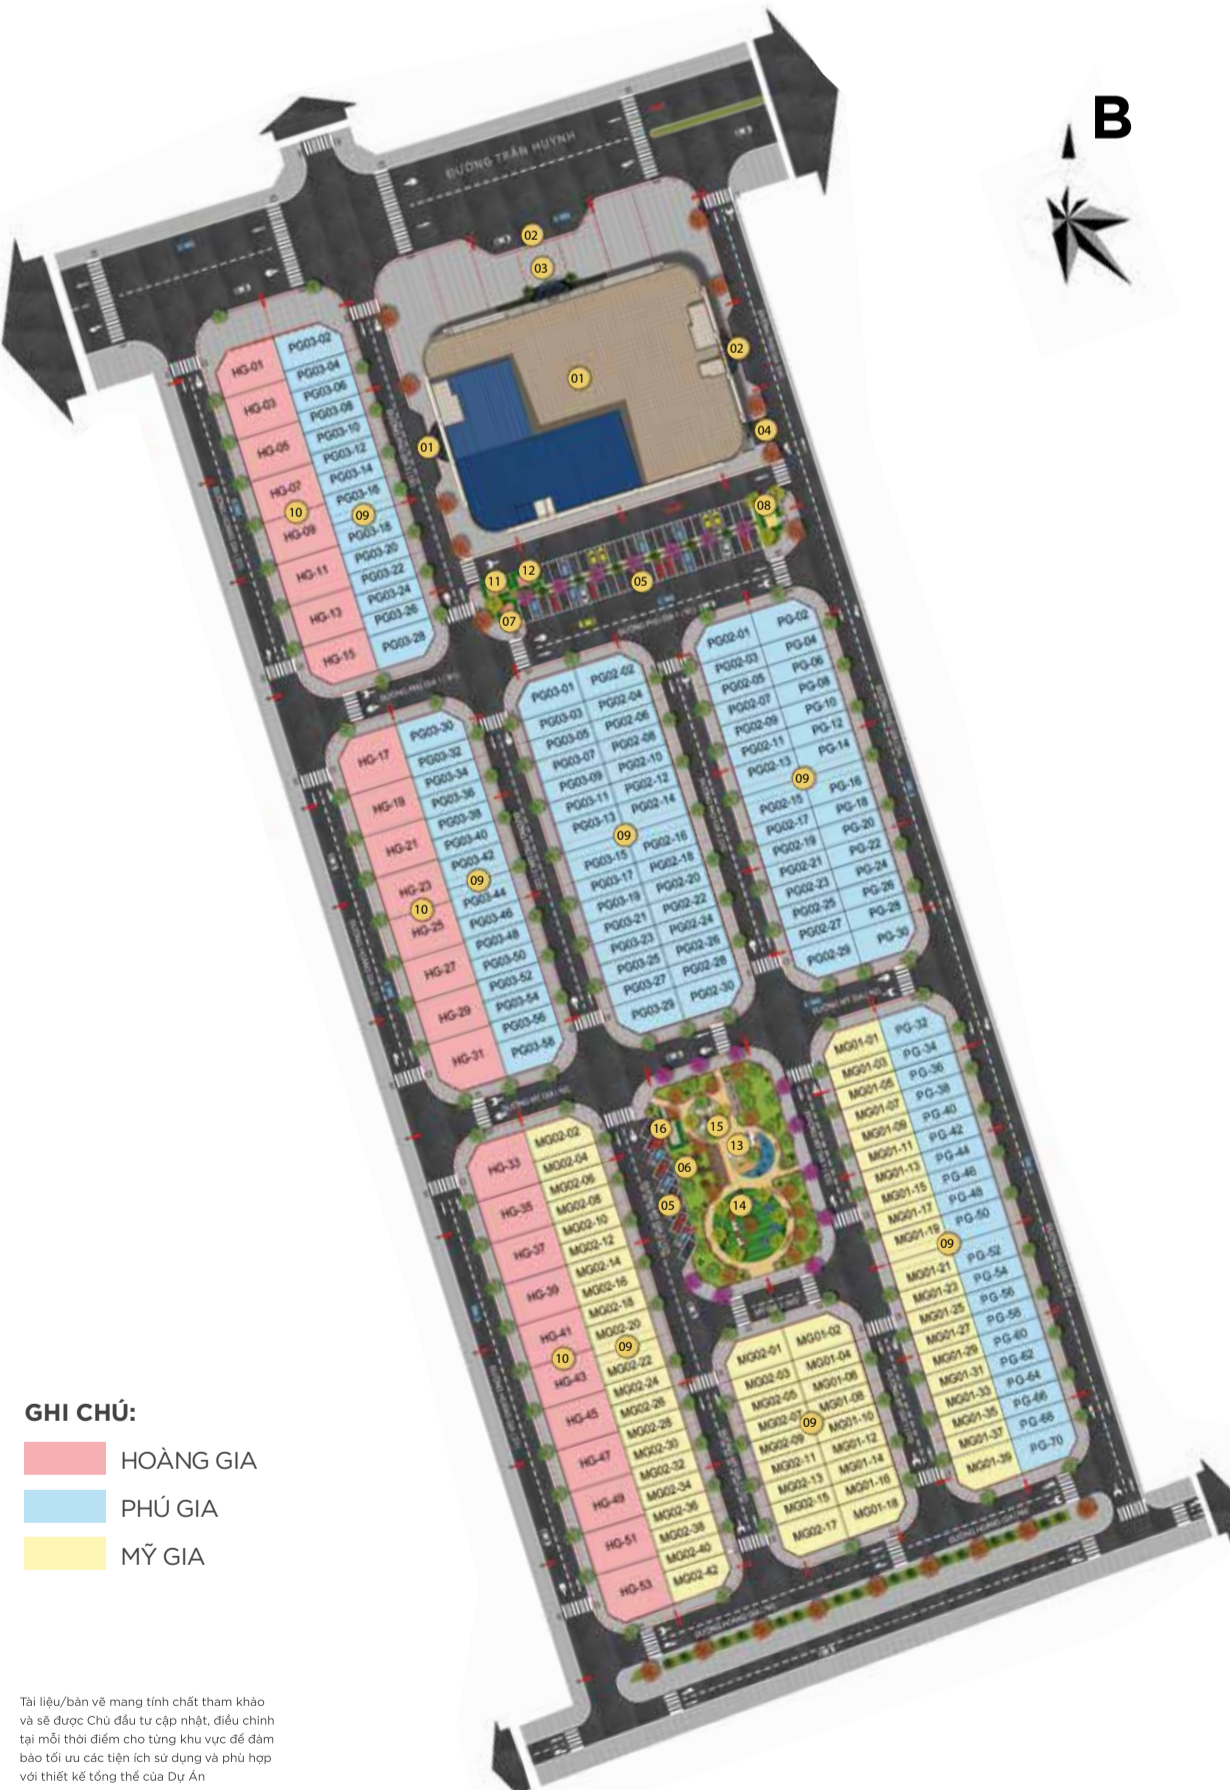 B
ĐƯỜNG TRẦN HUỲNH
02
03
01
02
01
04
HG-01
HG-03
HG-05
HG-07
10
HG-09
HG-11
HG-13
HG-15
PG03-02
PG03-04
PG03-06
PG03-08
PG03-10
PG03-12
PG03-14
PG03-16
09
PG03-18
PG03-20
PG03-22
PG03-24
PG03-26
PG03-28
08
11
12
05
07
HG-17
HG-19
HG-21
HG-23
10
HG-25
HG-27
HG-29
HG-31
PG03-30
PG03-32
PG03-34
PG03-36
PG03-38
PG03-40
PG03-42
09
PG03-44
PG03-46
PG03-48
PG03-50
PG03-52
PG03-54
PG03-56
PG03-58
PG03-01
PG03-03
PG03-05
PG03-07
PG03-09
PG03-11
PG03-13
09
PG03-15
PG03-17
PG03-19
PG03-21
PG03-23
PG03-25
PG03-27
PG03-29
PG02-02
PG02-04
PG02-06
PG02-08
PG02-10
PG02-12
PG02-14
PG02-16
PG02-18
PG02-20
PG02-22
PG02-24
PG02-26
PG02-28
PG02-30
PG02-01
PG02-03
PG02-05
PG02-07
PG02-09
PG02-11
PG02-13
09
PG02-15
PG02-17
PG02-19
PG02-21
PG02-23
PG02-25
PG02-27
PG02-29
PG-02
PG-04
PG-06
PG-08
PG-10
PG-12
PG-14
PG-16
PG-18
PG-20
PG-22
PG-24
PG-26
PG-28
PG-30
HG-33
HG-35
HG-37
HG-39
HG-41
10
HG-43
HG-45
HG-47
HG-49
HG-51
HG-53
MG02-02
MG02-04
MG02-06
MG02-08
MG02-10
MG02-12
MG02-14
MG02-16
MG02-18
MG02-20
09
MG02-22
MG02-24
MG02-26
MG02-28
MG02-30
MG02-32
MG02-34
MG02-36
MG02-38
MG02-40
MG02-42
16
15
13
06
05
14
MG02-01
MG02-03
MG02-05
MG02-07
09
MG02-09
MG02-11
MG02-13
MG02-15
MG02-17
MG01-02
MG01-04
MG01-06
MG01-08
MG01-10
MG01-12
MG01-14
MG01-16
MG01-18
MG01-01
MG01-03
MG01-05
MG01-07
MG01-09
MG01-11
MG01-13
MG01-15
MG01-17
MG01-19
09
MG01-21
MG01-23
MG01-25
MG01-27
MG01-29
MG01-31
MG01-33
MG01-35
MG01-37
MG01-39
PG-32
PG-34
PG-36
PG-38
PG-40
PG-42
PG-44
PG-46
PG-48
PG-50
PG-52
PG-54
PG-56
PG-58
PG-60
PG-62
PG-64
PG-66
PG-68
PG-70
GHI CHÚ:
HOÀNG GIA
PHÚ GIA
MỸ GIA
Tài liệu/bản vẽ mang tính chất tham khảo
và sẽ được Chủ đầu tư cập nhật, điều chỉnh
tại mỗi thời điểm cho từng khu vực để đảm
bảo tối ưu các tiện ích sử dụng và phù hợp
với thiết kế tổng thể của Dự Án